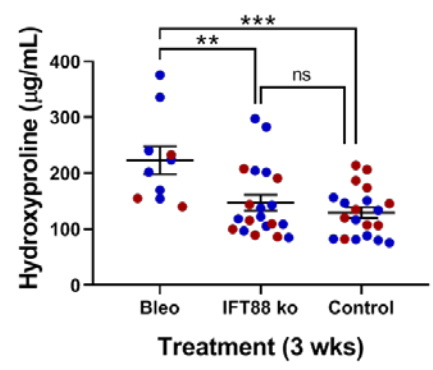 ***
**
ns
Hydroxyproline (µg/mL)
400
300
200
100
0
Bleo IFT88 ko Control
Treatment (3 wks)